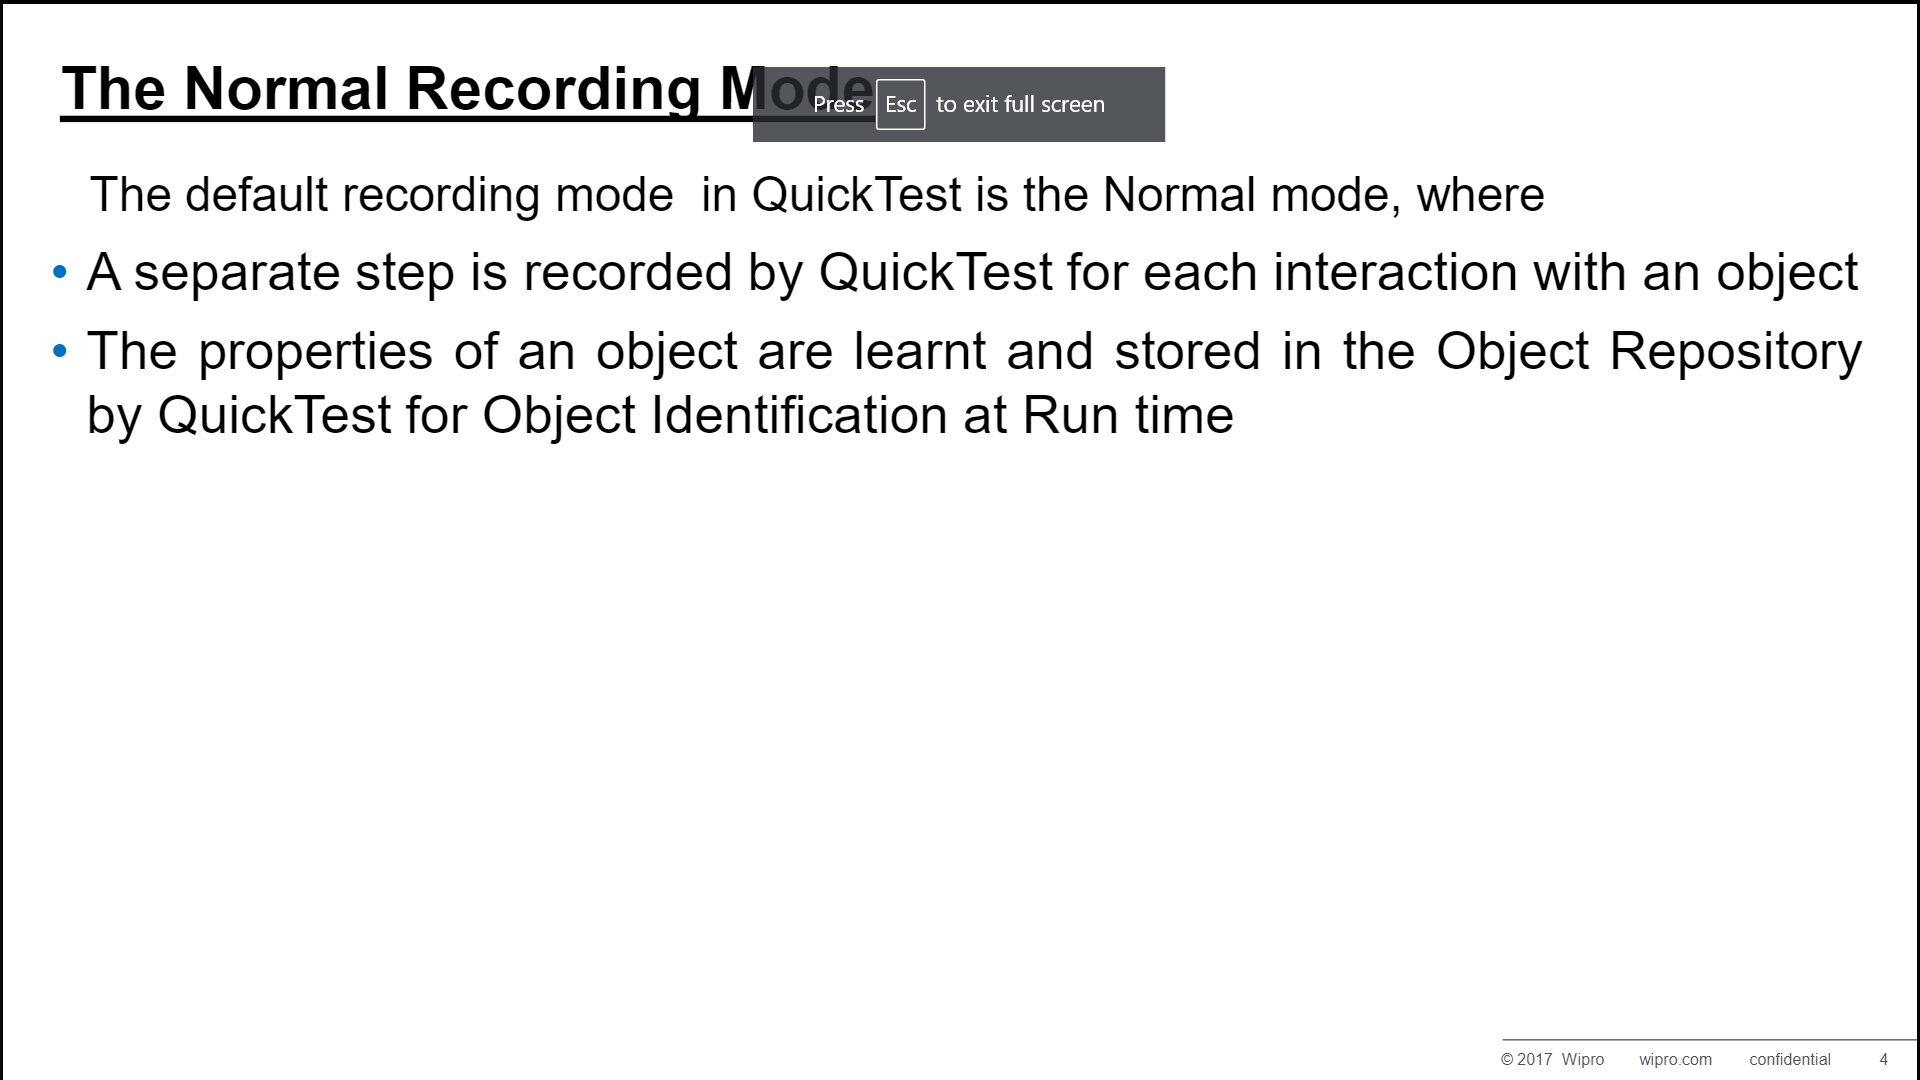 The Normal Recording Mode
Press Esc to exit full screen
The default recording mode  in QuickTest is the Normal mode, where
• A separate step is recorded by QuickTest for each interaction with an object
• The properties of an object are learnt and stored in the Object Repository
by QuickTest for Object Identification at Run time
© 2017 Wipro wipro.com confidential 4